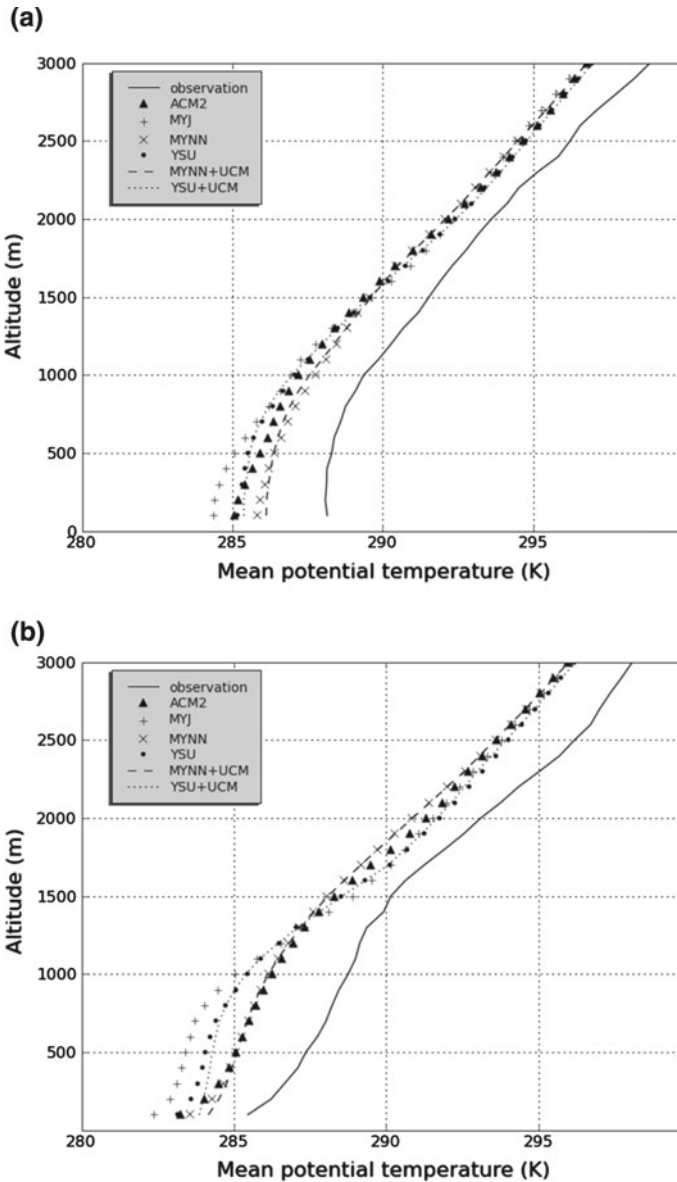 (a)
3000
2500
2000
1500
1000
500
0
Altitude (m)
observation
ACM2
MYJ
MYNN
YSU
MYNN+UCM
YSU+UCM
280
285
290
295
Mean potential temperature (K)
(b)
3000
2500
2000
1500
1000
500
Altitude (m)
observation
ACM2
MYJ
MYNN
YSU
MYNN+UCM
YSU+UCM
280
285
290
295
Mean potential temperature (K)